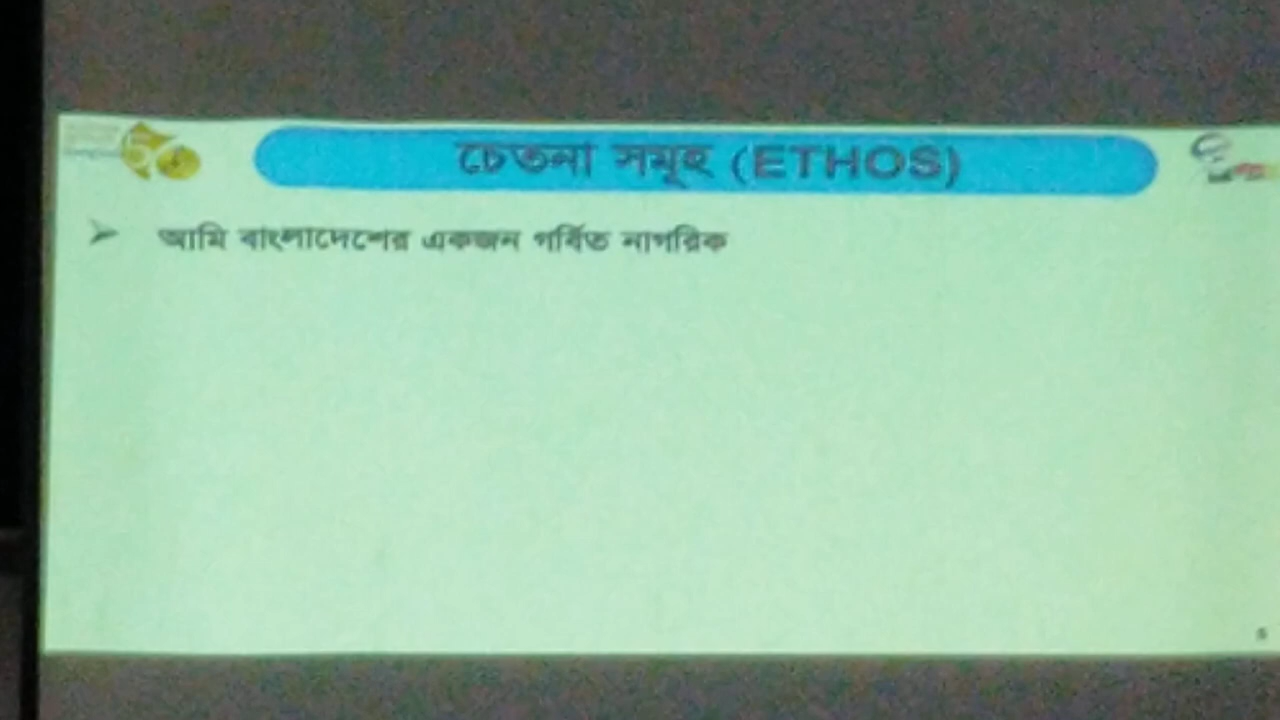 চেতনা সমূহ (ETHOS)
➢ আমি বাংলাদেশের একজন গর্বিত নাগরিক